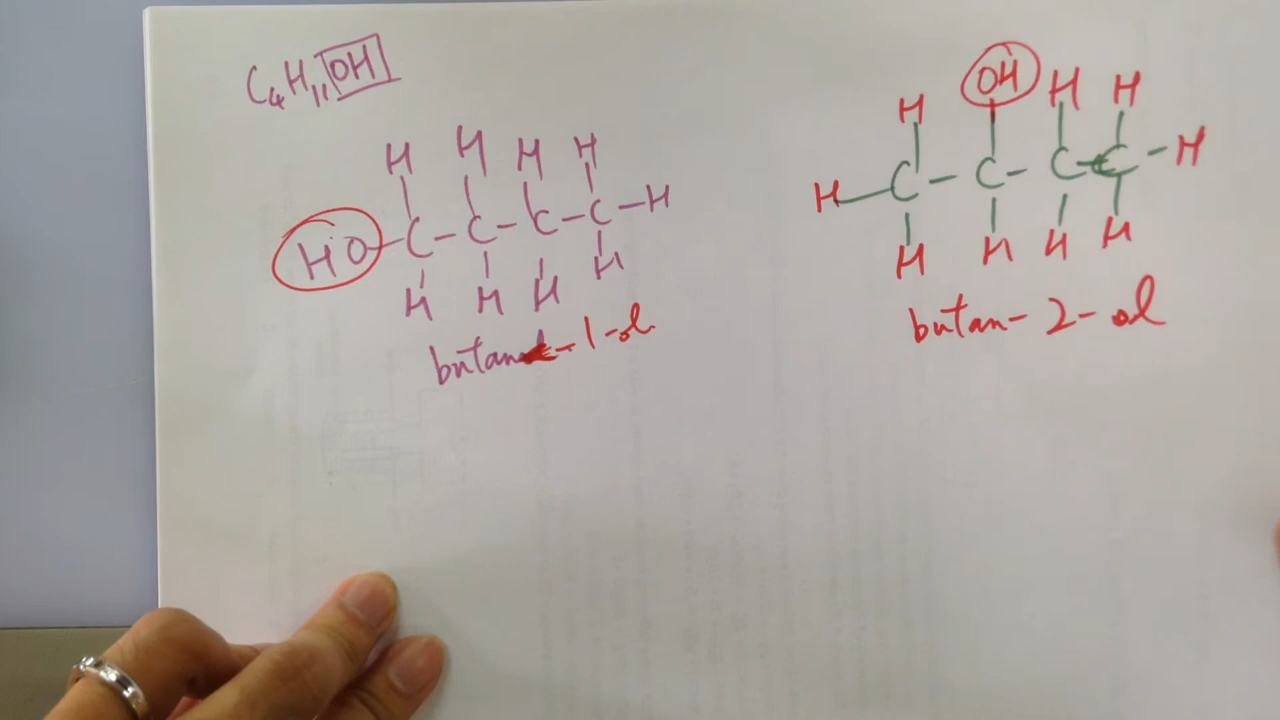 C₄H₁₁OH
H H H H
HO-C-C-C-C-H
H H H H
butan-1-ol
H OH H H
H-C-C-C-C-H
H H H H
butan-2-ol